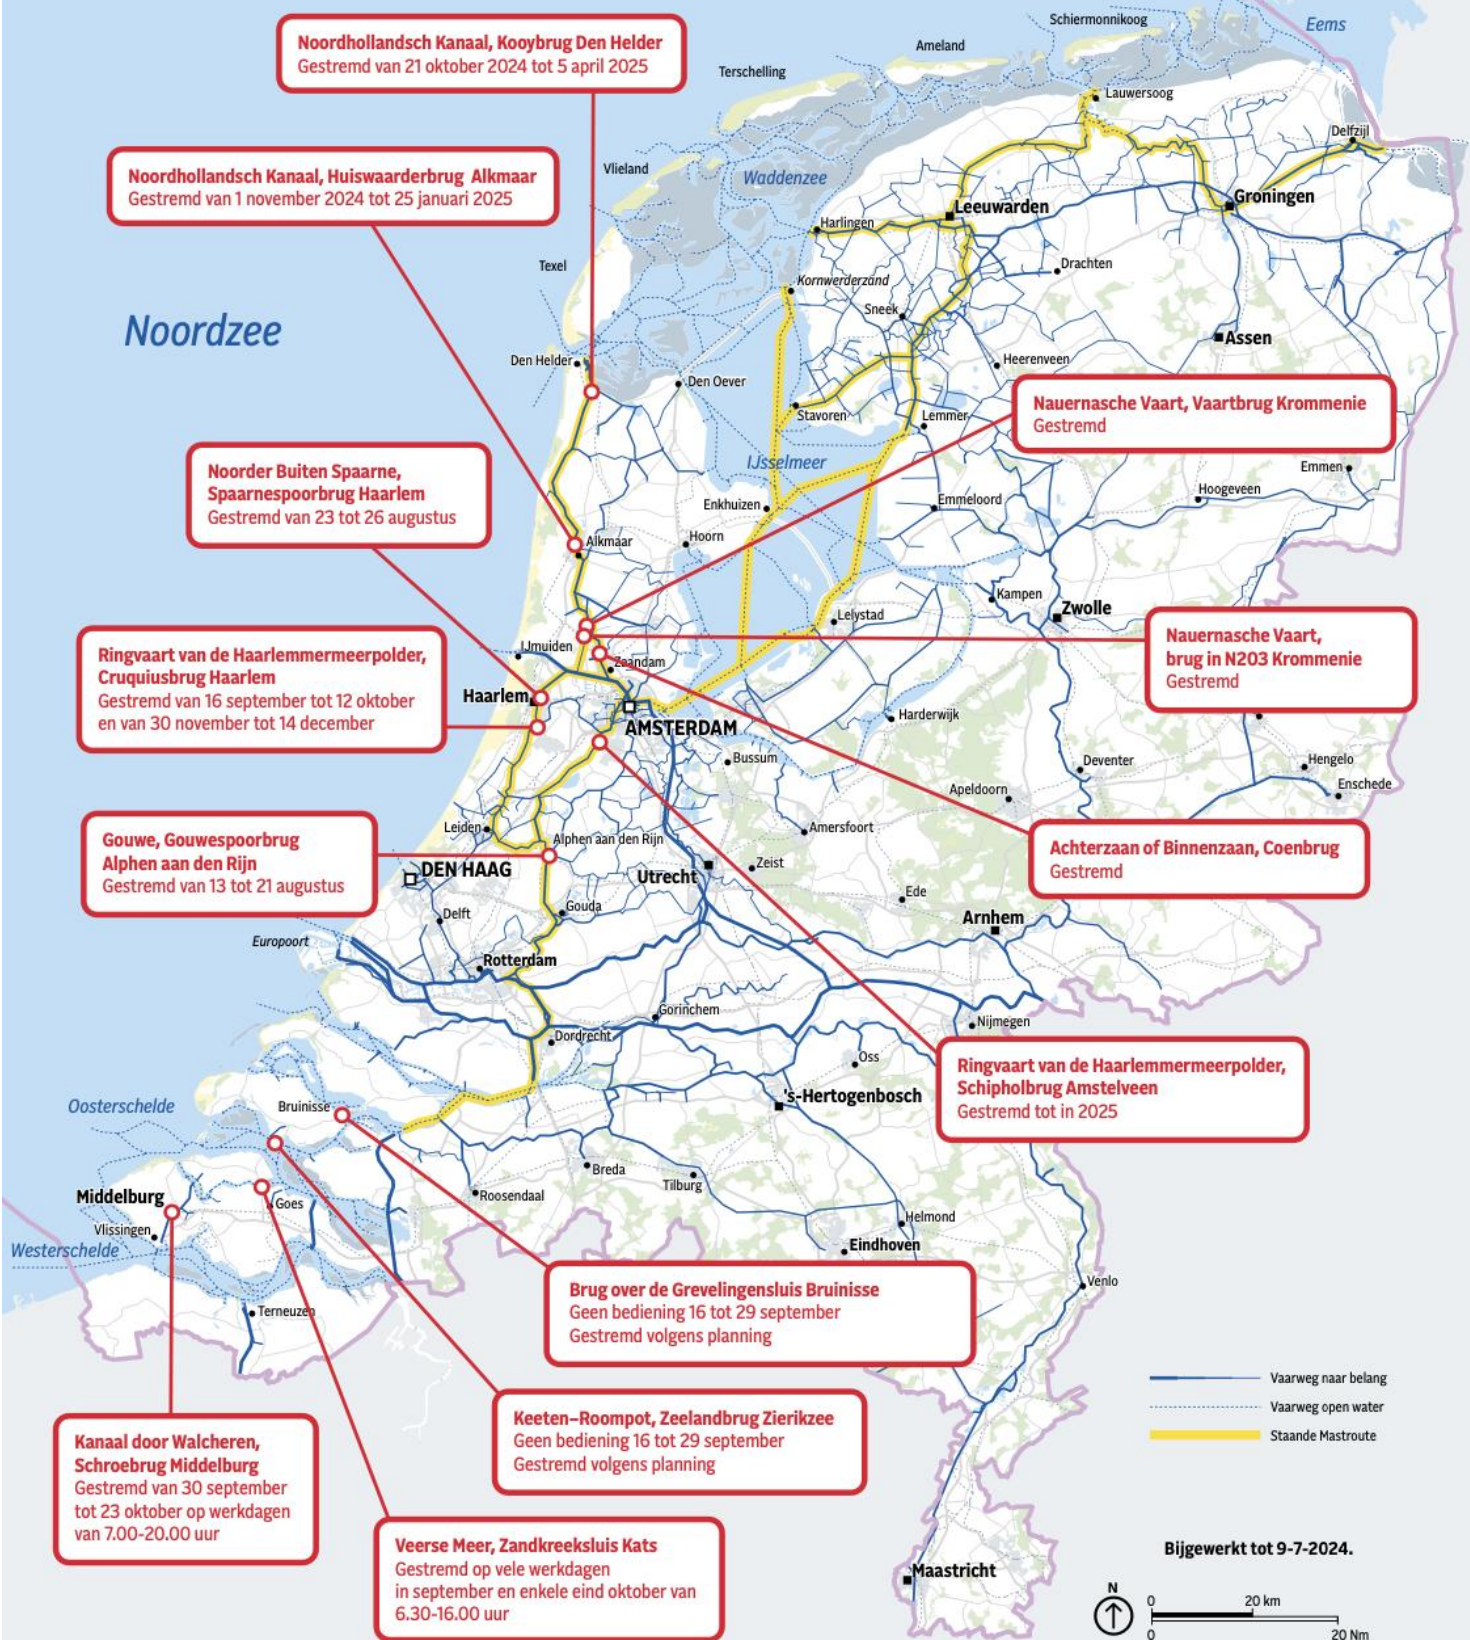 Schiermonnikoog
Eems
Ameland
Terschelling
Noordhollandsch Kanaal, Kooybrug Den Helder
Gestremd van 21 oktober 2024 tot 5 april 2025
Lauwersoog
Delfzijl
Vlieland
Waddenzee
Noordhollandsch Kanaal, Huiswaarderbrug Alkmaar
Gestremd van 1 november 2024 tot 25 januari 2025
Groningen
Leeuwarden
Harlingen
Texel
Drachten
Kornwerderzand
Sneek
Noordzee
Assen
Den Helder
Heerenveen
Den Oever
Stavoren
Lemmer
Nauernasche Vaart, Vaartbrug Krommenie
Gestremd
IJsselmeer
Emmen
Noorder Buiten Spaarne,
Spaarnespoorbrug Haarlem
Gestremd van 23 tot 26 augustus
Hoogeveen
Emmeloord
Enkhuizen
Hoorn
Alkmaar
Kampen
Zwolle
Lelystad
IJmuiden
Zaandam
Nauernasche Vaart,
brug in N203 Krommenie
Gestremd
Ringvaart van de Haarlemmermeerpolder,
Cruquiusbrug Haarlem
Gestremd van 16 september tot 12 oktober
en van 30 november tot 14 december
Haarlem
Harderwijk
AMSTERDAM
Bussum
Deventer
Hengelo
Enschede
Apeldoorn
Leiden
Alphen aan den Rijn
Amersfoort
Gouwe, Gouwespoorbrug
Alphen aan den Rijn
Gestremd van 13 tot 21 augustus
Achterzaan of Binnenzaan, Coenbrug
Gestremd
DEN HAAG
Utrecht
Zeist
Ede
Delft
Gouda
Arnhem
Europoort
Rotterdam
Gorinchem
Nijmegen
Dordrecht
Oss
Ringvaart van de Haarlemmermeerpolder,
Schipholbrug Amstelveen
Gestremd tot in 2025
's-Hertogenbosch
Oosterschelde
Bruinisse
Breda
Tilburg
Roosendaal
Middelburg
Goes
Vlissingen
Helmond
Eindhoven
Westerschelde
Venlo
Terneuzen
Brug over de Grevelingensluis Bruinisse
Geen bediening 16 tot 29 september
Gestremd volgens planning
Keeten–Roompot, Zeelandbrug Zierikzee
Geen bediening 16 tot 29 september
Gestremd volgens planning
Kanaal door Walcheren,
Schroebrug Middelburg
Gestremd van 30 september
tot 23 oktober op werkdagen
van 7.00-20.00 uur
Veerse Meer, Zandkreeksluis Kats
Gestremd op vele werkdagen
in september en enkele eind oktober van
6.30-16.00 uur
Maastricht
Vaarweg naar belang
Vaarweg open water
Staande Mastroute
Bijgewerkt tot 9-7-2024.
N
0 20 km
0 20 Nm